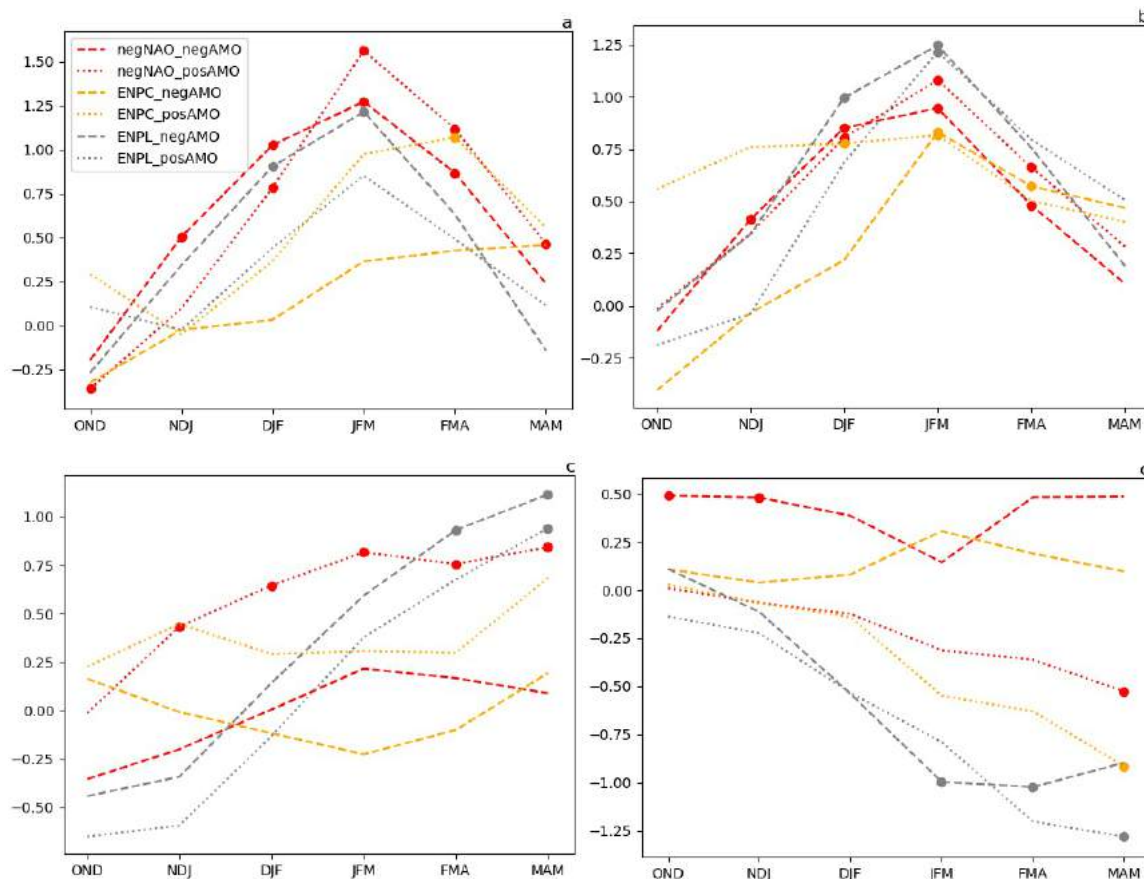 a
1.50
1.25
1.00
0.75
0.50
0.25
0.00
−0.25
negNAO_negAMO
negNAO_posAMO
ENPC_negAMO
ENPC_posAMO
ENPL_negAMO
ENPL_posAMO
OND NDJ DJF JFM FMA MAM
b
1.25
1.00
0.75
0.50
0.25
0.00
−0.25
OND NDJ DJF JFM FMA MAM
c
1.00
0.75
0.50
0.25
0.00
−0.25
−0.50
OND NDJ DJF JFM FMA MAM
0.50
0.25
0.00
−0.25
−0.50
−0.75
−1.00
−1.25
OND NDJ DJF JFM FMA MAM